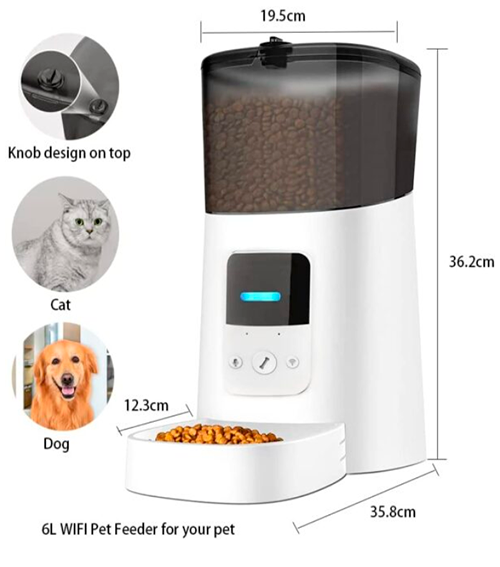 19.5cm
Knob design on top
36.2cm
Cat
12.3cm
Dog
35.8cm
6L WIFI Pet Feeder for your pet